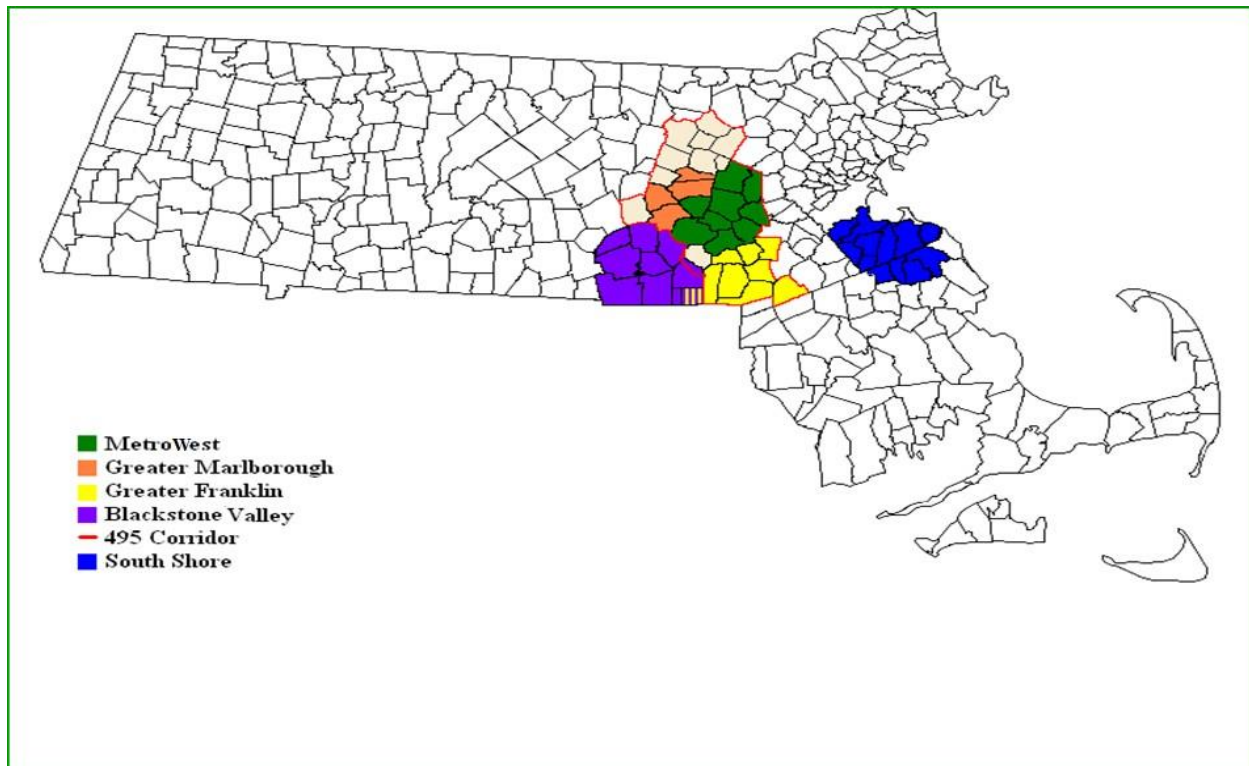 MetroWest
Greater Marlborough
Greater Franklin
Blackstone Valley
495 Corridor
South Shore